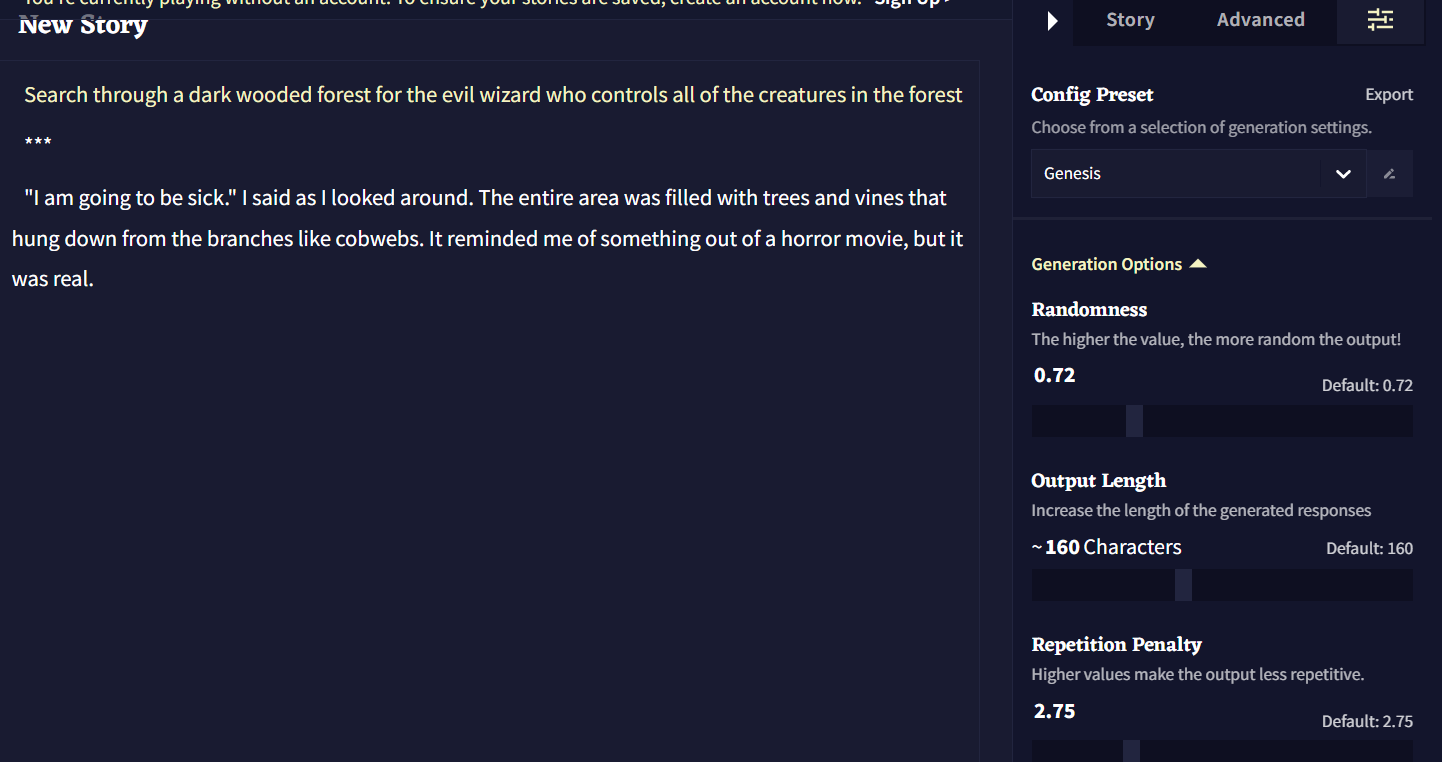 You're currently playing without an account. To ensure your stories are saved, create an account now. Sign Up >
New Story
Search through a dark wooded forest for the evil wizard who controls all of the creatures in the forest
***
"I am going to be sick." I said as I looked around. The entire area was filled with trees and vines that
hung down from the branches like cobwebs. It reminded me of something out of a horror movie, but it
was real.
Story
Advanced
Config Preset
Export
Choose from a selection of generation settings.
Genesis
Generation Options
Randomness
The higher the value, the more random the output!
0.72
Default: 0.72
Output Length
Increase the length of the generated responses
~ 160 Characters
Default: 160
Repetition Penalty
Higher values make the output less repetitive.
2.75
Default: 2.75